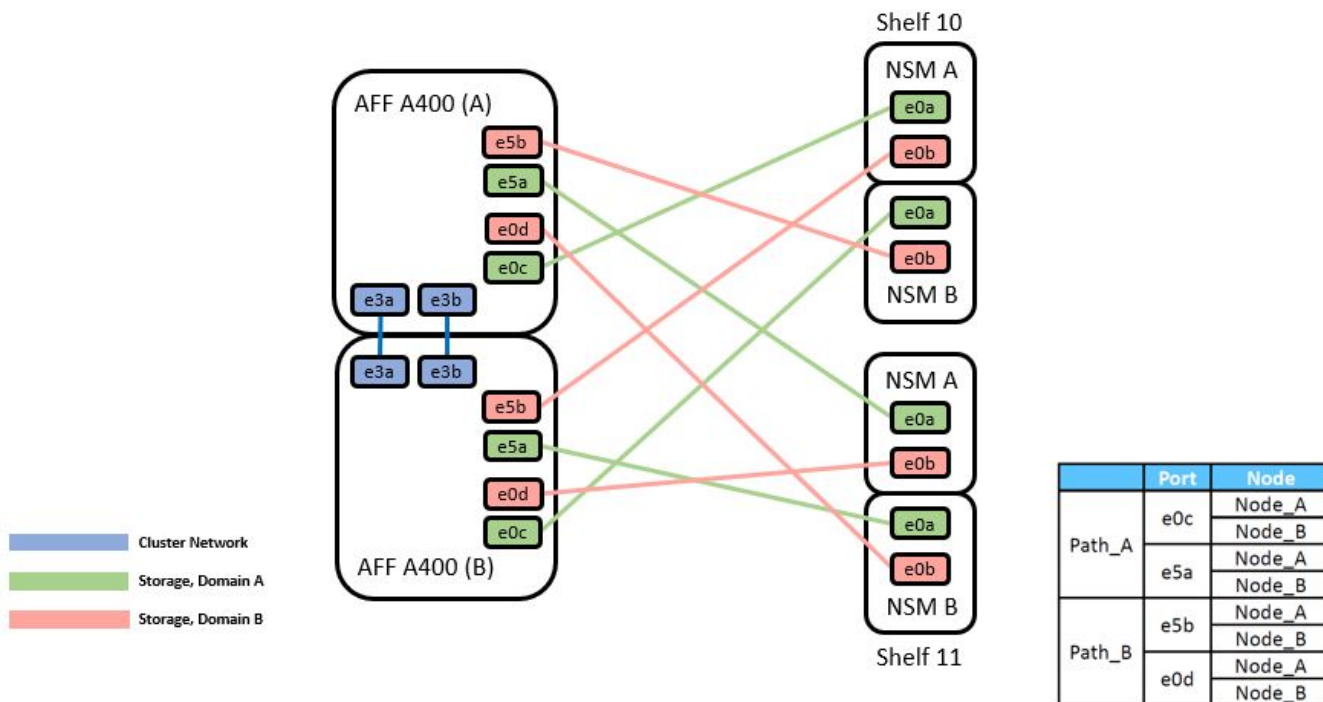 Shelf 10
AFF A400 (A)
e5b
e5a
e0d
e0c
e3a e3b
NSM A
e0a
e0b
e0a
e0b
NSM B
e3a e3b
e5b
e5a
e0d
e0c
AFF A400 (B)
NSM A
e0a
e0b
e0a
e0b
NSM B
Shelf 11
Cluster Network
Storage, Domain A
Storage, Domain B
Port Node
Path_A e0c Node_A
Node_B
e5a Node_A
Node_B
Path_B e5b Node_A
Node_B
e0d Node_A
Node_B